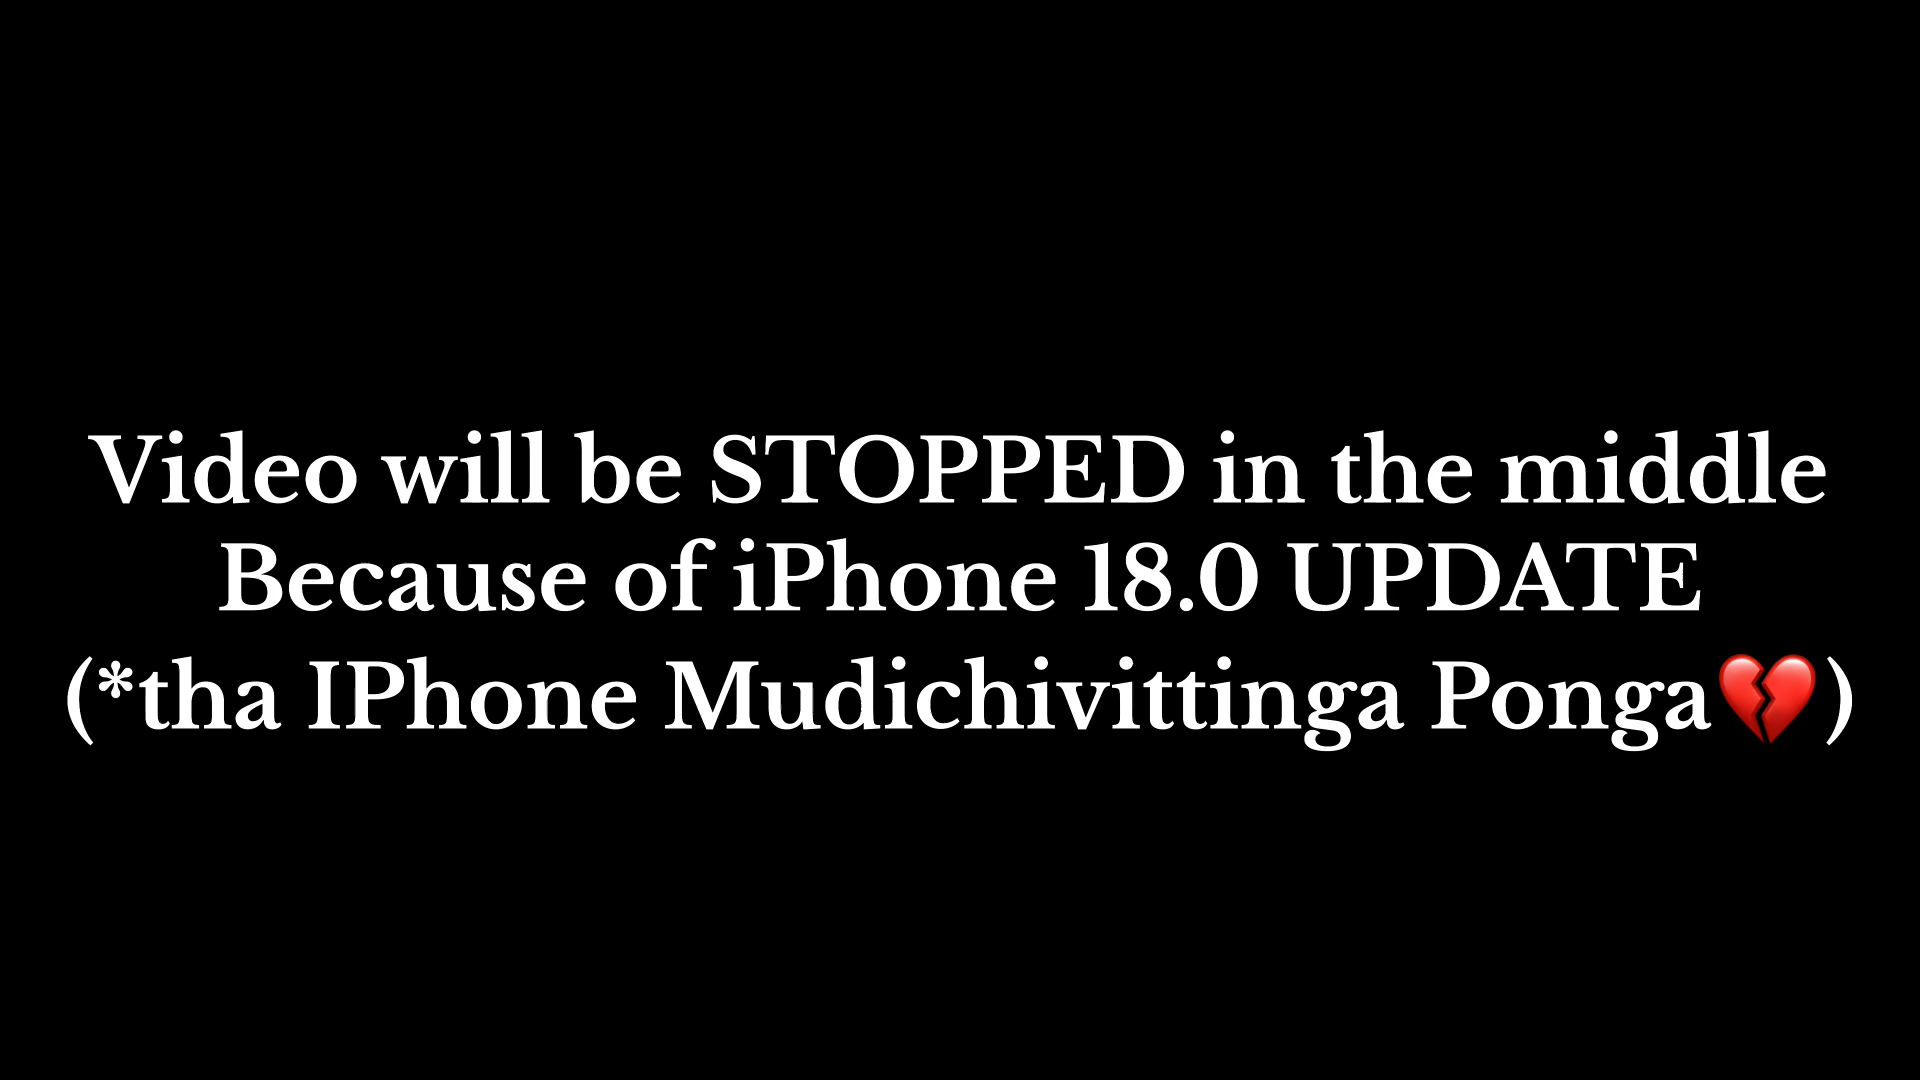 Video will be STOPPED in the middle
Because of iPhone 18.0 UPDATE
(*tha IPhone Mudichivittinga Ponga💔)